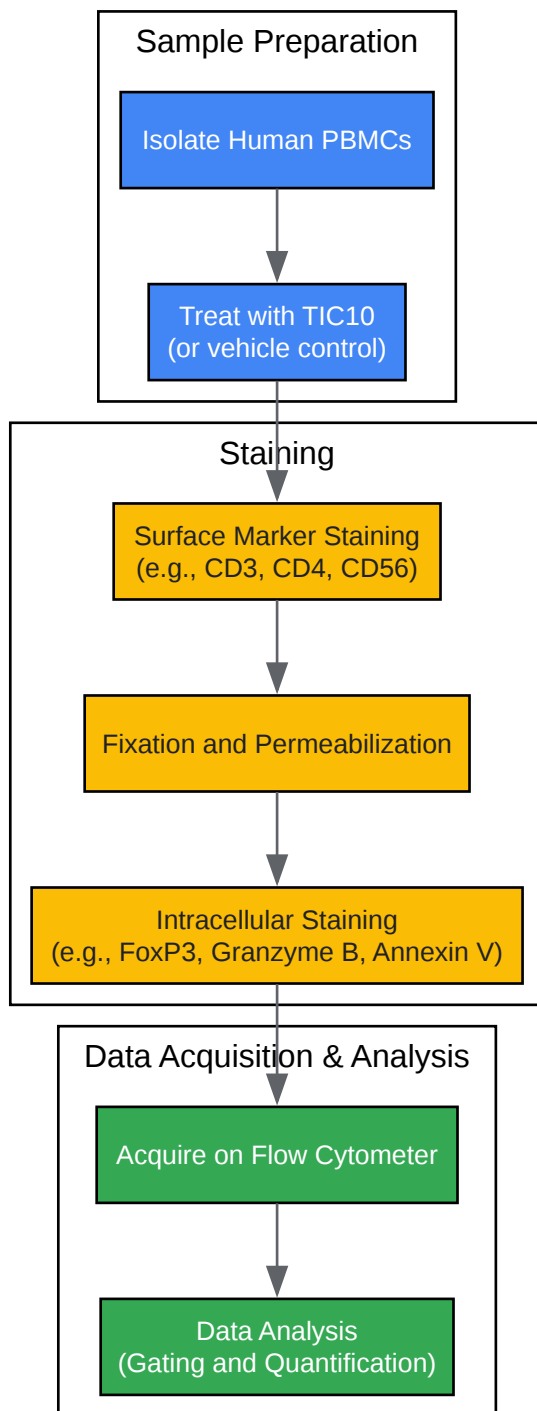 Sample Preparation
Isolate Human PBMCs
Treat with TIC10
(or vehicle control)
Staining
Surface Marker Staining
(e.g., CD3, CD4, CD56)
Fixation and Permeabilization
Intracellular Staining
(e.g., FoxP3, Granzyme B, Annexin V)
Data Acquisition & Analysis
Acquire on Flow Cytometer
Data Analysis
(Gating and Quantification)